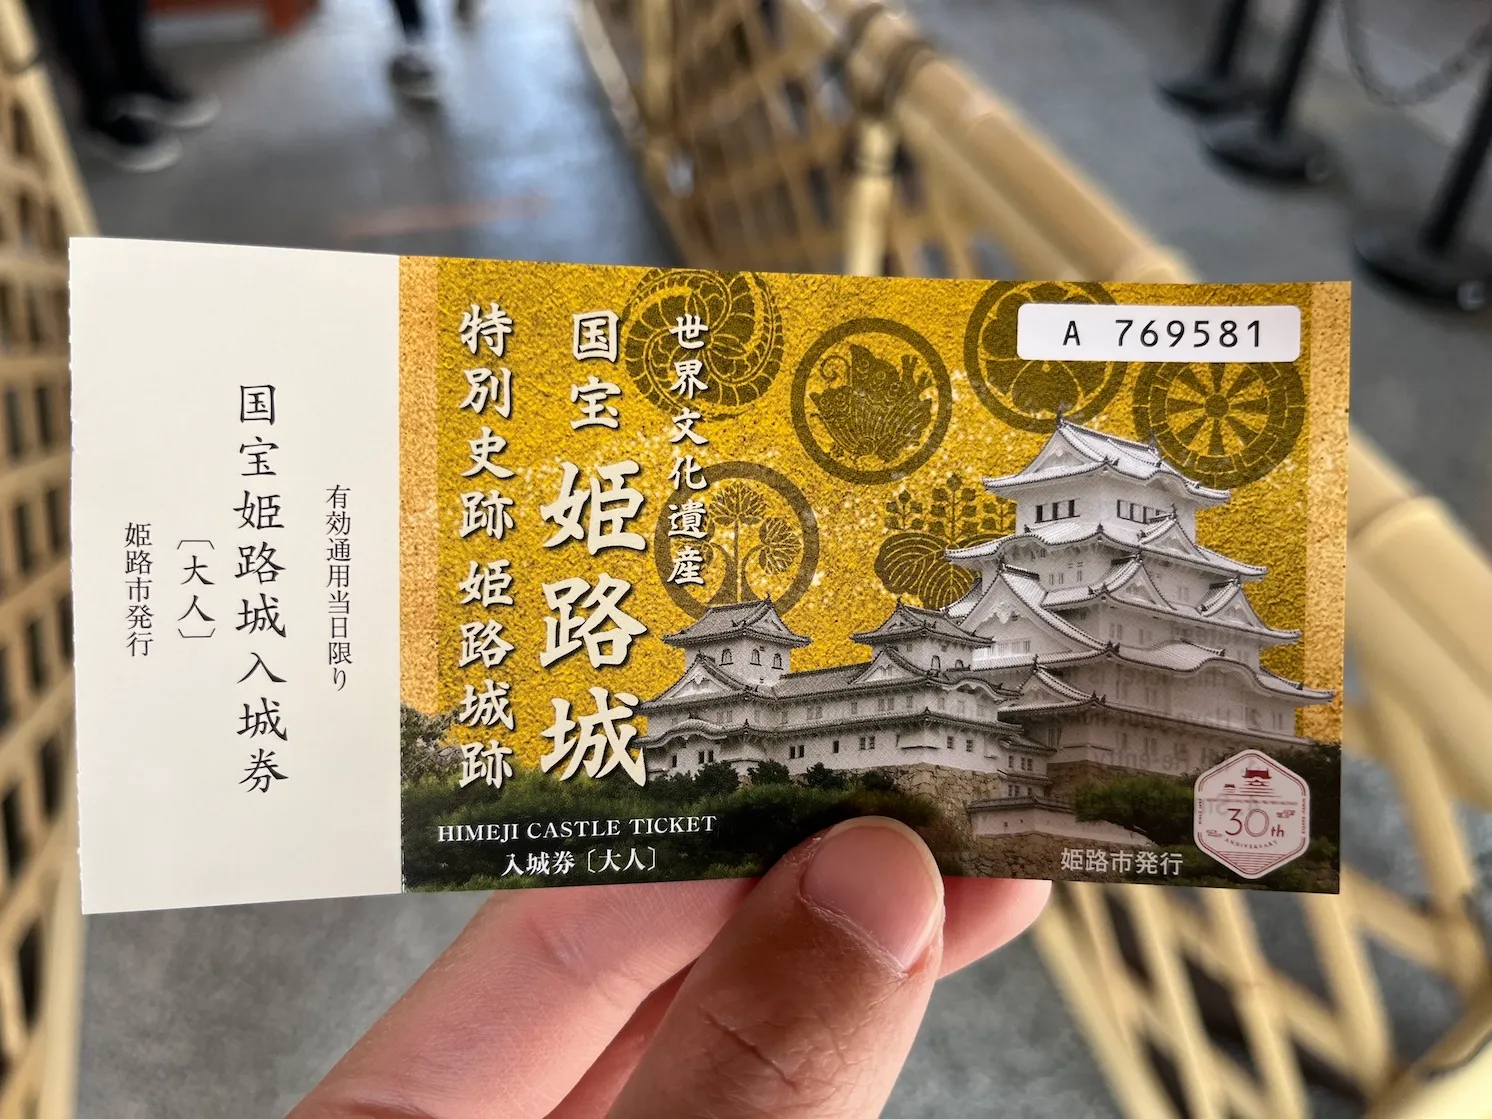 有効通用当日限り
国宝姫路城入城券
〔大人〕
姫路市発行
A 769581
世界文化遺産
国宝 姫路城
特別史跡 姫路城跡
HIMEJI CASTLE TICKET
入城券〔大人〕
姫路市発行
30th
ANNIVERSARY